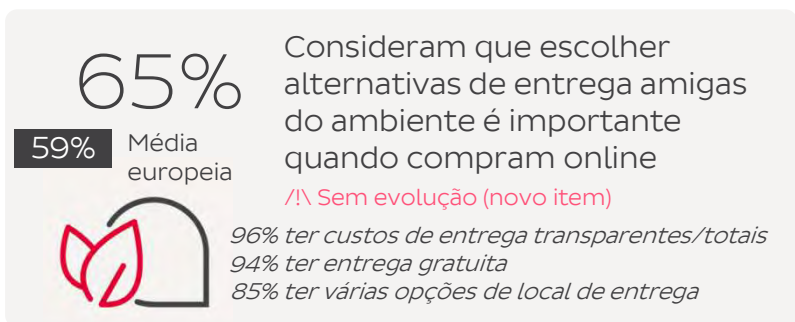 65%
59%
Média
europeia
Consideram que escolher
alternativas de entrega amigas
do ambiente é importante
quando compram online
/!\ Sem evolução (novo item)
96% ter custos de entrega transparentes/totais
94% ter entrega gratuita
85% ter várias opções de local de entrega